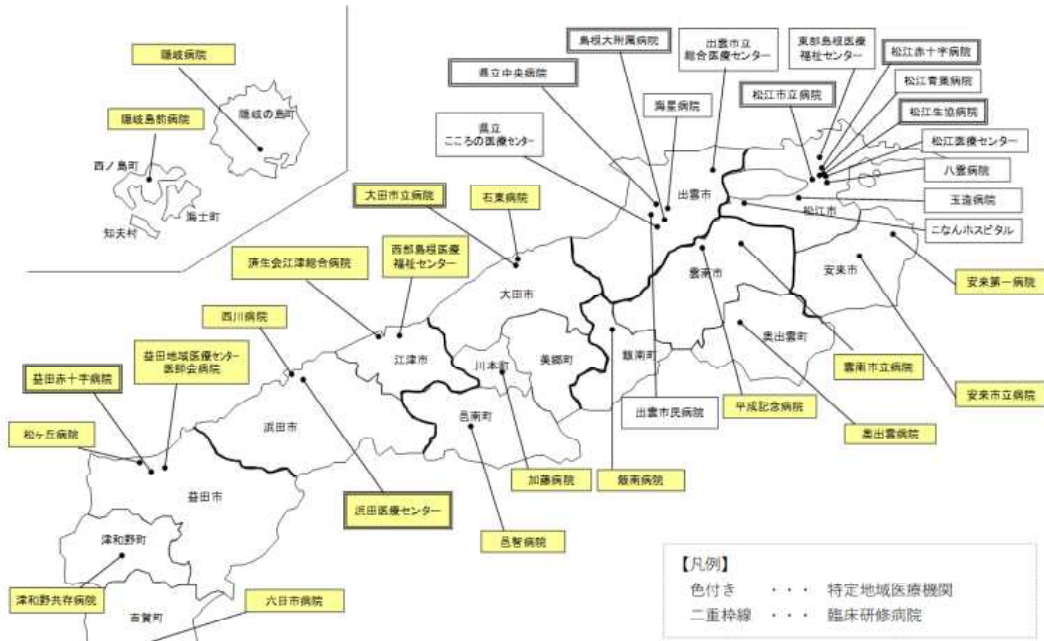 隠岐病院
隠岐島前病院
隠岐の島町
西ノ島町
海士町
知夫村
島根大附属病院
県立中央病院
出雲市立
総合医療センター
海星病院
県立
こころの医療センター
東部島根医療
福祉センター
松江赤十字病院
松江青葉病院
松江市立病院
松江生協病院
松江医療センター
八雲病院
玉造病院
こなんホスピタル
出雲市
松江市
安来市
雲南市
奥出雲町
飯南町
大田市立病院
石東病院
済生会江津総合病院
西部島根医療
福祉センター
大田市
西川病院
江津市
川本町
美郷町
邑南町
益田地域医療センター
医師会病院
益田赤十字病院
松ヶ丘病院
浜田市
益田市
津和野町
吉賀町
安来第一病院
安来市立病院
雲南市立病院
平成記念病院
奥出雲病院
出雲市民病院
飯南病院
加藤病院
邑智病院
浜田医療センター
津和野共存病院
六日市病院
【凡例】
色付き ・・・ 特定地域医療機関
二重枠線 ・・・ 臨床研修病院